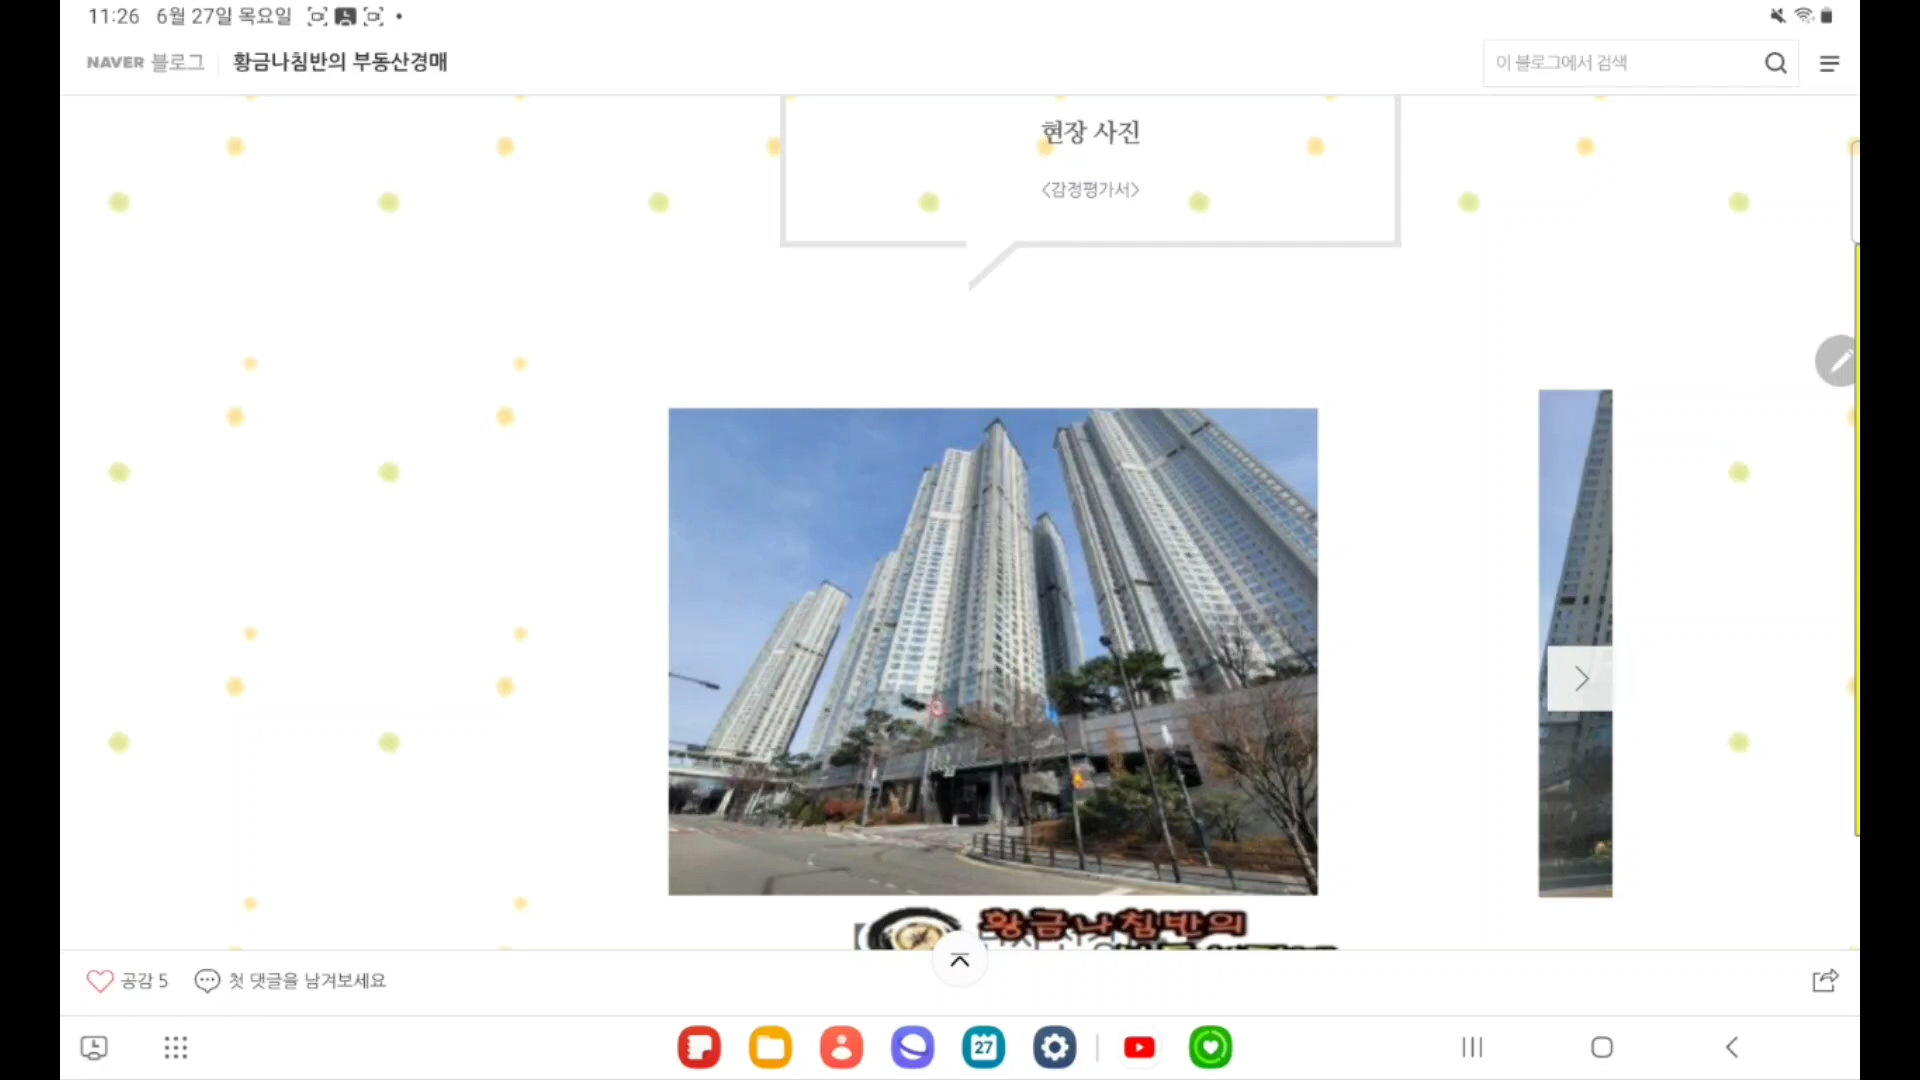 11:26 6월 27일 목요일
NAVER 블로그 황금나침반의 부동산경매
이 블로그에서 검색
현장 사진
<감정평가서>
황금나침반의
공감 5 첫 댓글을 남겨보세요
27